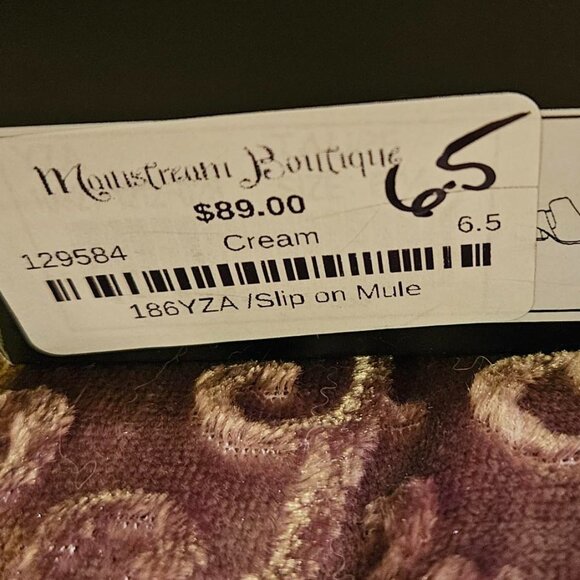 Mainstream Boutique
6.5
$89.00
129584 Cream 6.5
186YZA /Slip on Mule